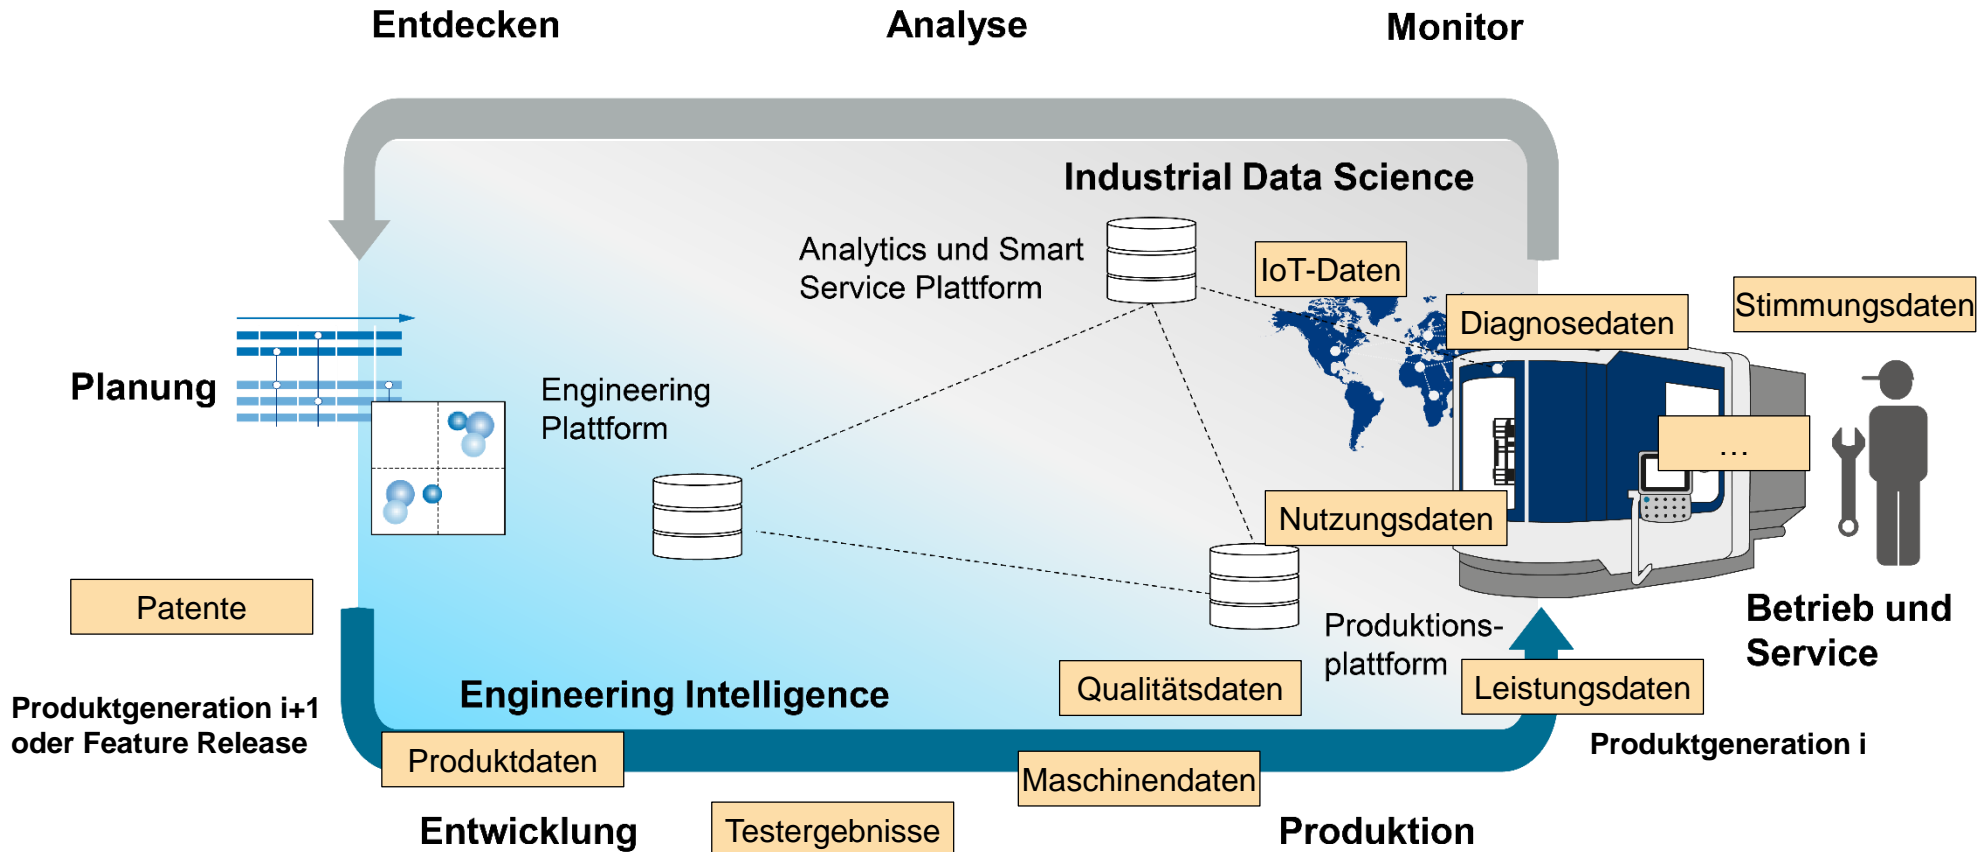 Entdecken
Analyse
Monitor
Industrial Data Science
Analytics und Smart
Service Plattform
IoT-Daten
Diagnosedaten
Stimmungsdaten
Planung
Engineering
Plattform
...
Nutzungsdaten
Patente
Produktions-
plattform
Betrieb und
Service
Engineering Intelligence
Qualitätsdaten
Leistungsdaten
Produktgeneration i+1
oder Feature Release
Produktgeneration i
Produktdaten
Maschinendaten
Entwicklung
Testergebnisse
Produktion